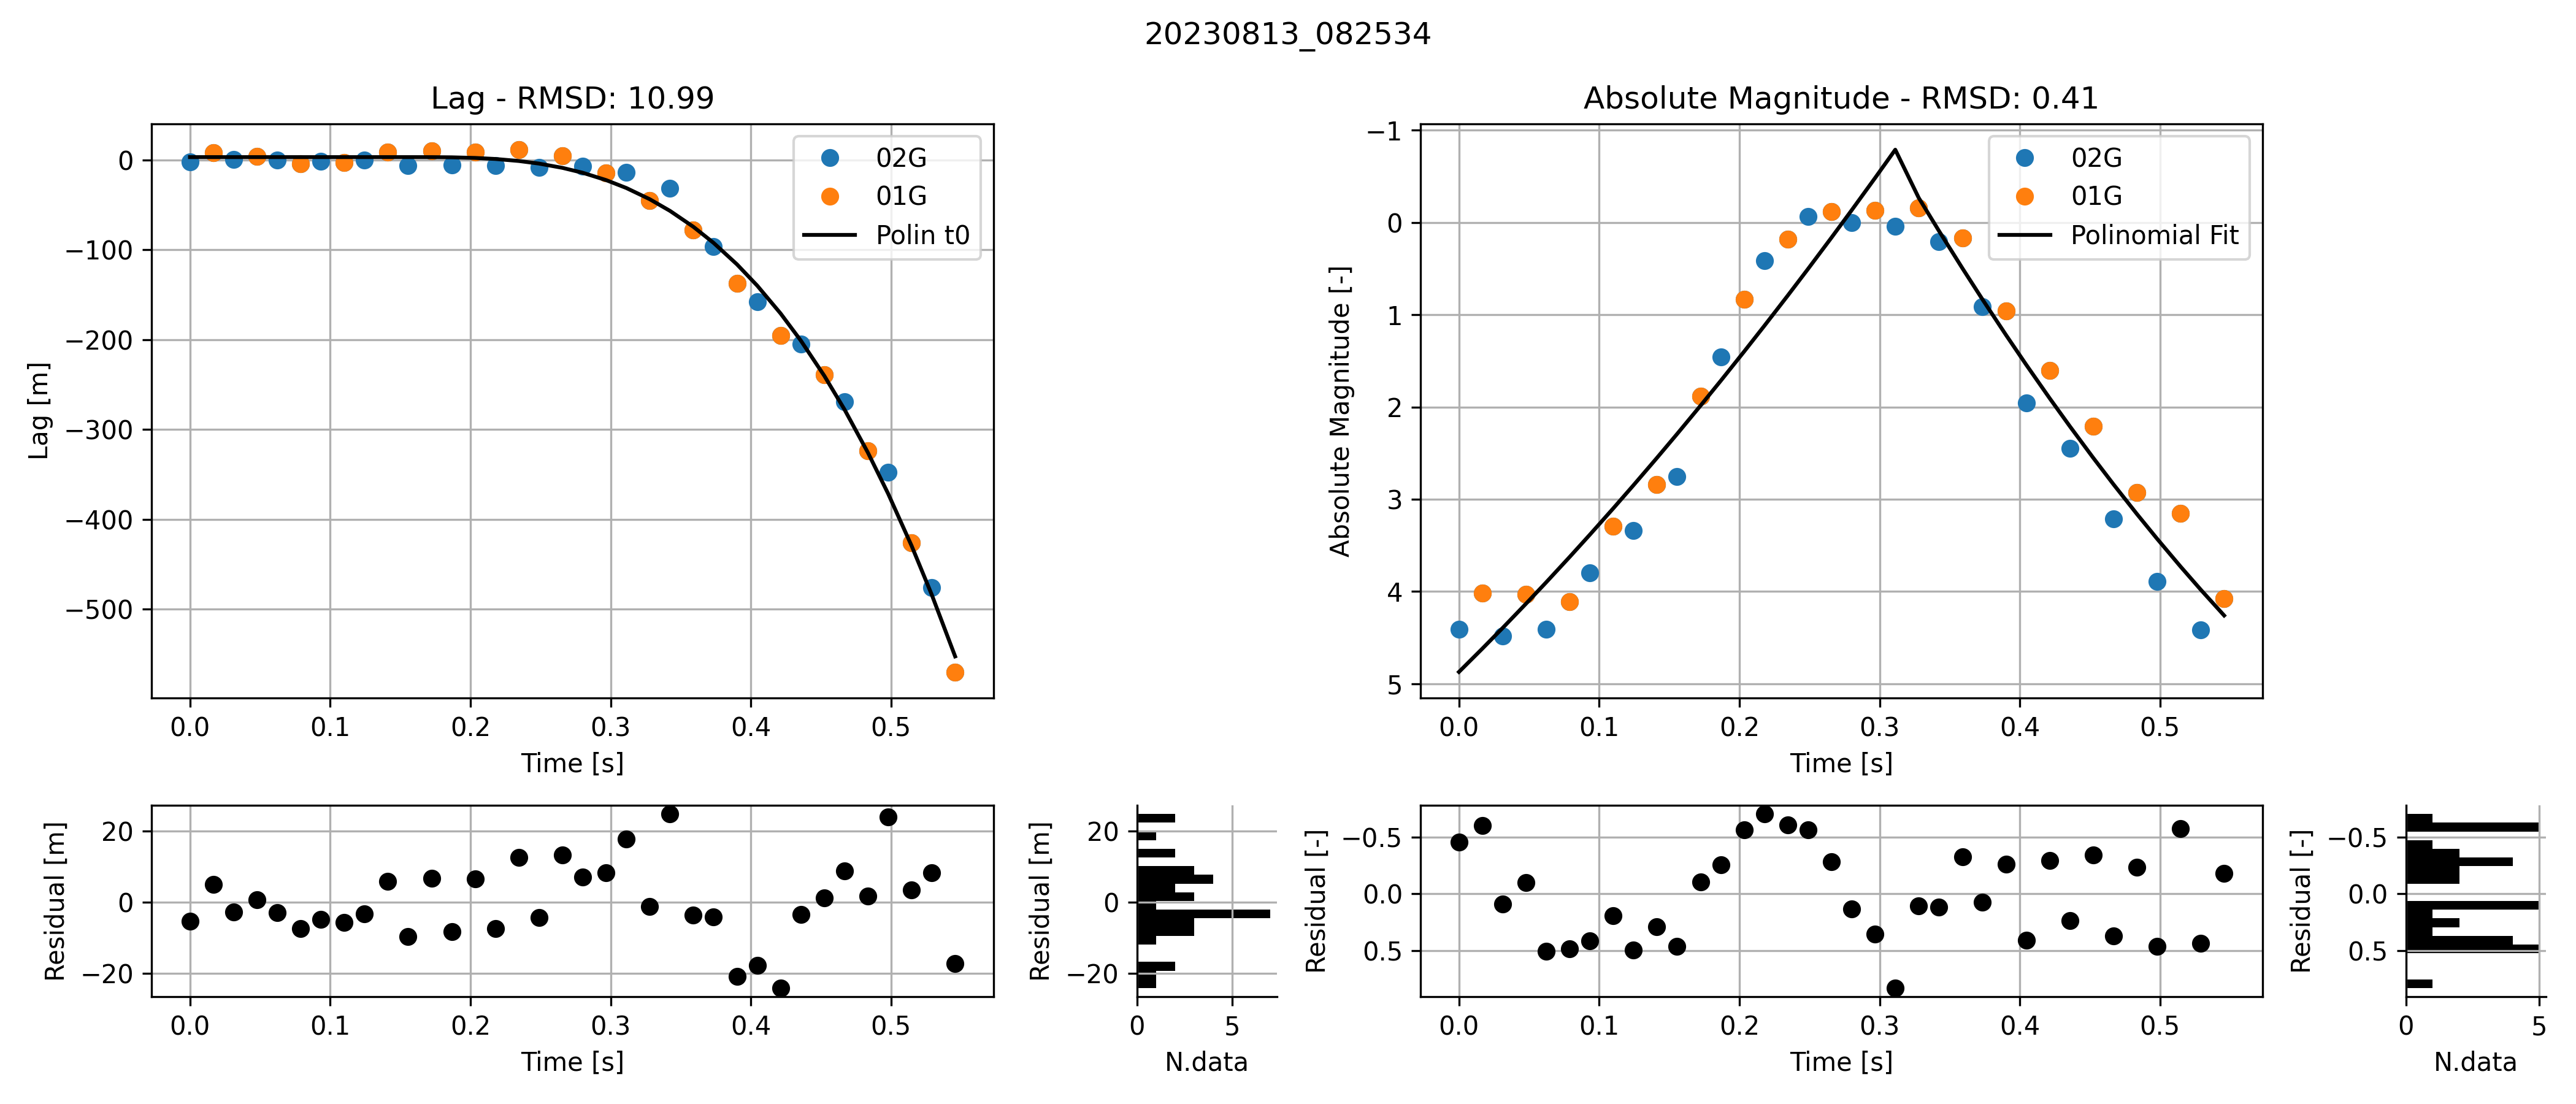 20230813_082534
Lag - RMSD: 10.99
0
−100
−200
−300
−400
−500
Lag [m]
02G
01G
Polin t0
0.0 0.1 0.2 0.3 0.4 0.5
Time [s]
Absolute Magnitude - RMSD: 0.41
−1
0
1
2
3
4
5
Absolute Magnitude [-]
02G
01G
Polinomial Fit
0.0 0.1 0.2 0.3 0.4 0.5
Time [s]
20
0
−20
Residual [m]
0.0 0.1 0.2 0.3 0.4 0.5
Time [s]
20
0
−20
Residual [m]
0 5
N.data
−0.5
0.0
0.5
Residual [-]
0.0 0.1 0.2 0.3 0.4 0.5
Time [s]
−0.5
0.0
0.5
Residual [-]
0 5
N.data